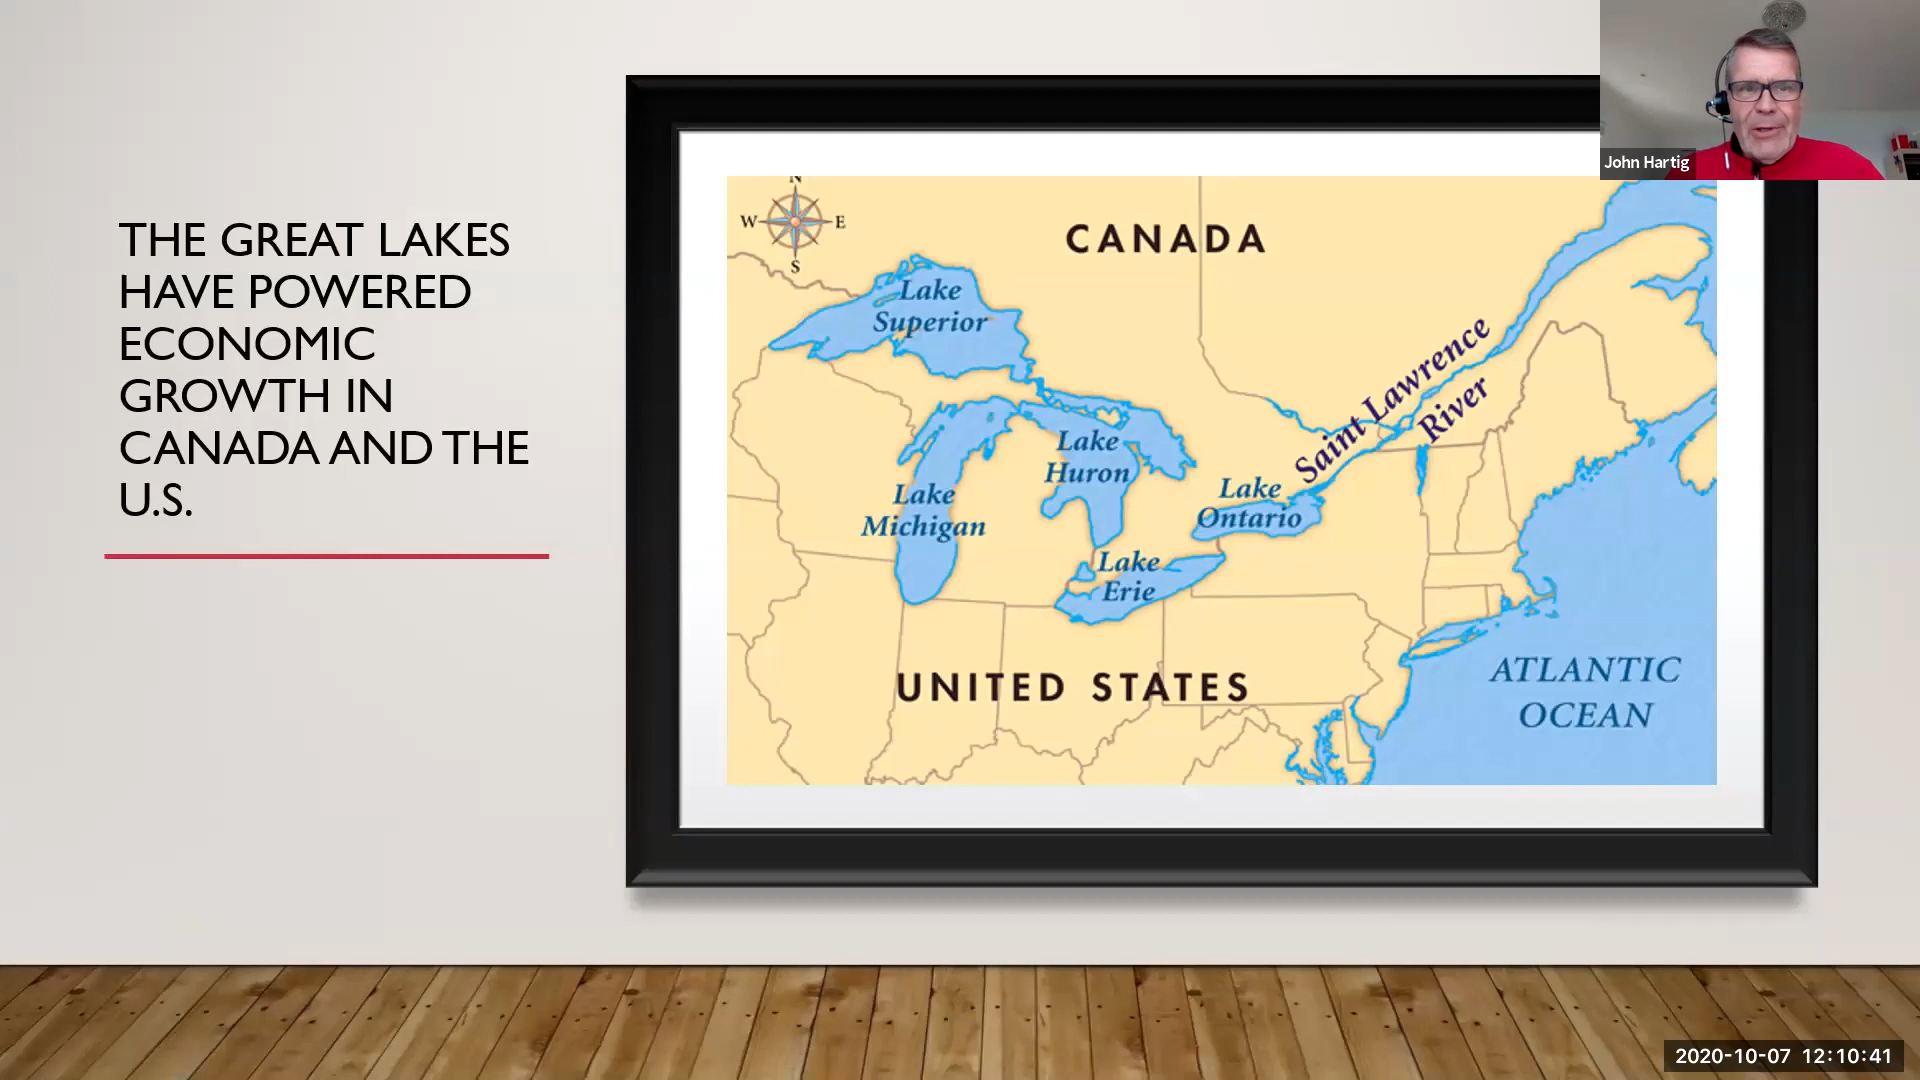 THE GREAT LAKES
HAVE POWERED
ECONOMIC
GROWTH IN
CANADA AND THE
U.S.
N
W
E
S
CANADA
Lake
Superior
Lake
Huron
Lake
Michigan
Lake
Ontario
Lake
Erie
Saint Lawrence
River
UNITED STATES
ATLANTIC
OCEAN
John Hartig
2020-10-07 12:10:41